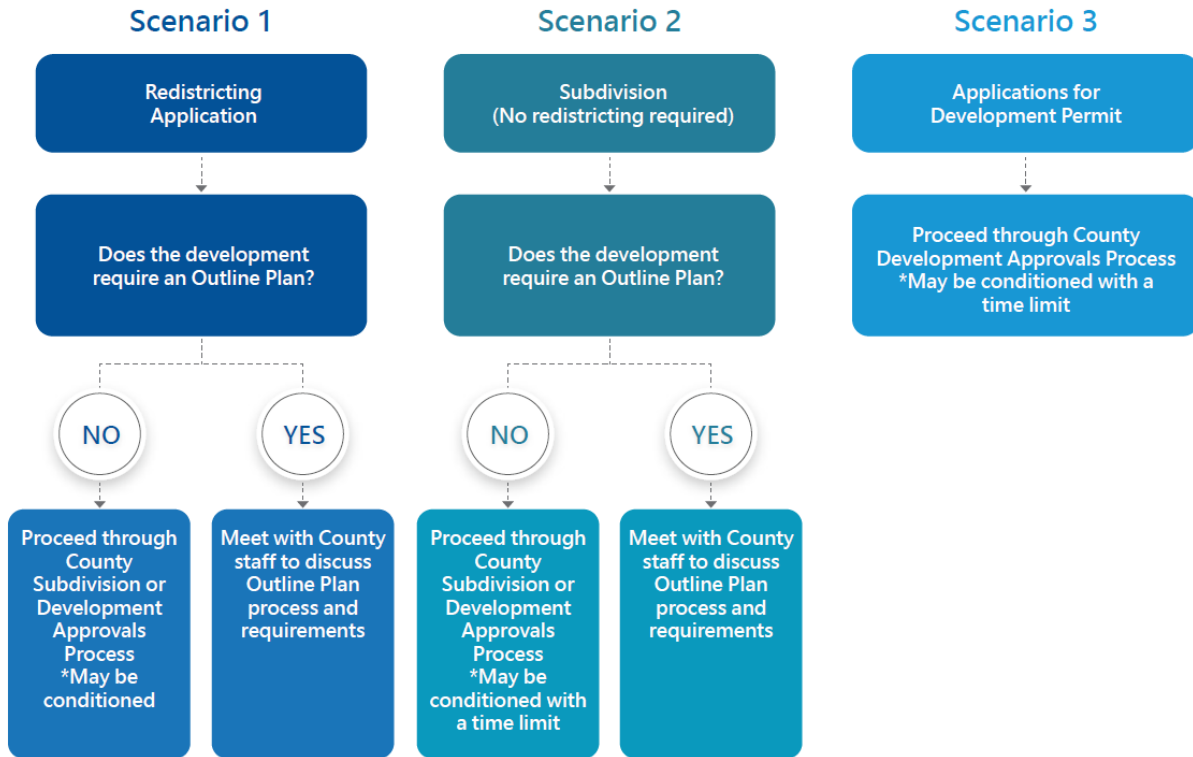 Scenario 1
Redistricting
Application
Does the development
require an Outline Plan?
NO
YES
Proceed through
County
Subdivision or
Development
Approvals
Process
*May be
conditioned
Meet with County
staff to discuss
Outline Plan
process and
requirements
Scenario 2
Subdivision
(No redistricting required)
Does the development
require an Outline Plan?
NO
YES
Proceed through
County
Subdivision or
Development
Approvals
Process
*May be
conditioned with
a time limit
Meet with County
staff to discuss
Outline Plan
process and
requirements
Scenario 3
Applications for
Development Permit
Proceed through County
Development Approvals Process
*May be conditioned with a
time limit